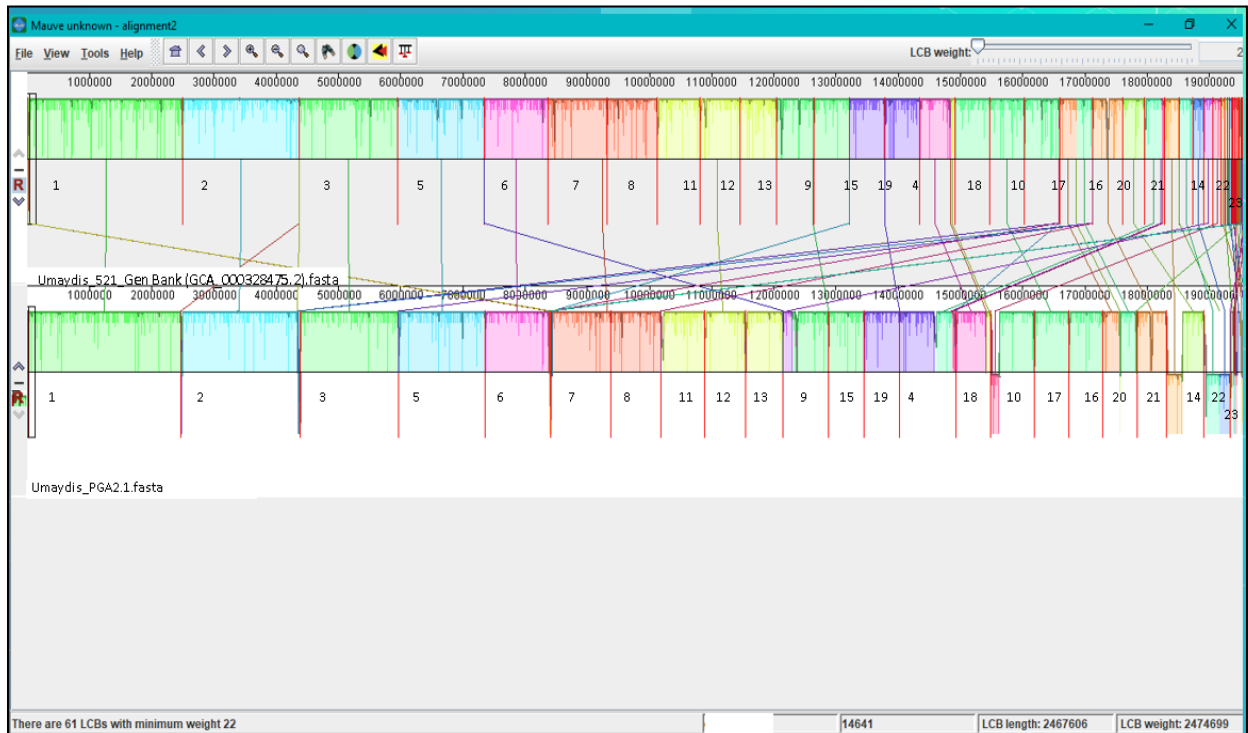 Mauve unknown - alignment2
File View Tools Help
LCB weight: 2
1000000 2000000 3000000 4000000 5000000 6000000 7000000 8000000 9000000 10000000 11000000 12000000 13000000 14000000 15000000 16000000 17000000 18000000 19000000
R
1 2 3 5 6 7 8 11 12 13 9 15 19 4 18 10 17 16 20 21 14 22
23
Umaydis_521_Gen Bank (GCA_000328475.2).fasta
1000000 2000000 3000000 4000000 5000000 6000000 7000000 8000000 9000000 10000000 11000000 12000000 13000000 14000000 15000000 16000000 17000000 18000000 19000000
R
1 2 3 5 6 7 8 11 12 13 9 15 19 4 18 10 17 16 20 21 14 22
23
Umaydis_PGA2.1.fasta
There are 61 LCBs with minimum weight 22 14641 LCB length: 2467606 LCB weight: 2474699